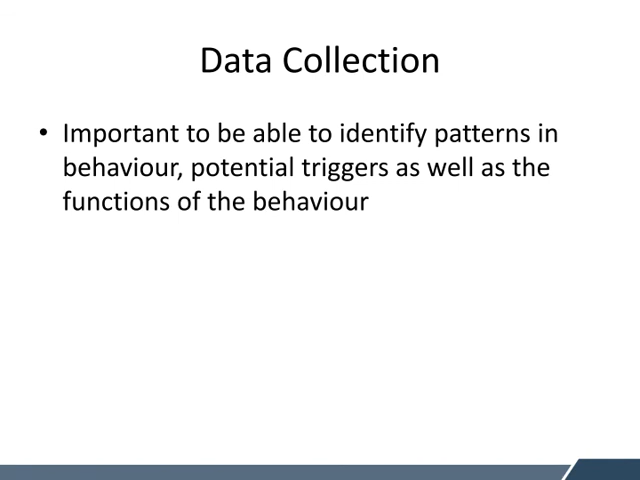 Data Collection
• Important to be able to identify patterns in
behaviour, potential triggers as well as the
functions of the behaviour